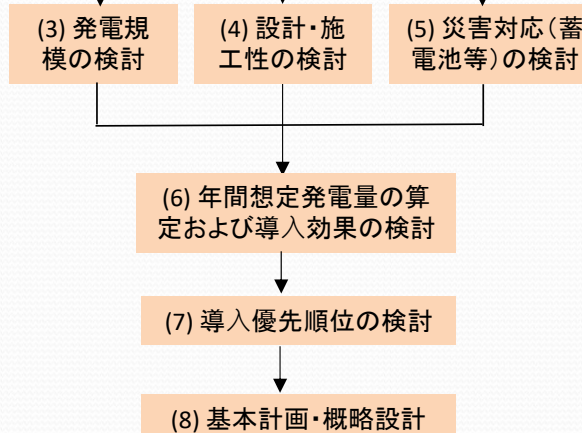 (3) 発電規
模の検討
(4) 設計・施
工性の検討
(5) 災害対応(蓄
電池等)の検討
(6) 年間想定発電量の算
定および導入効果の検討
(7) 導入優先順位の検討
(8) 基本計画・概略設計